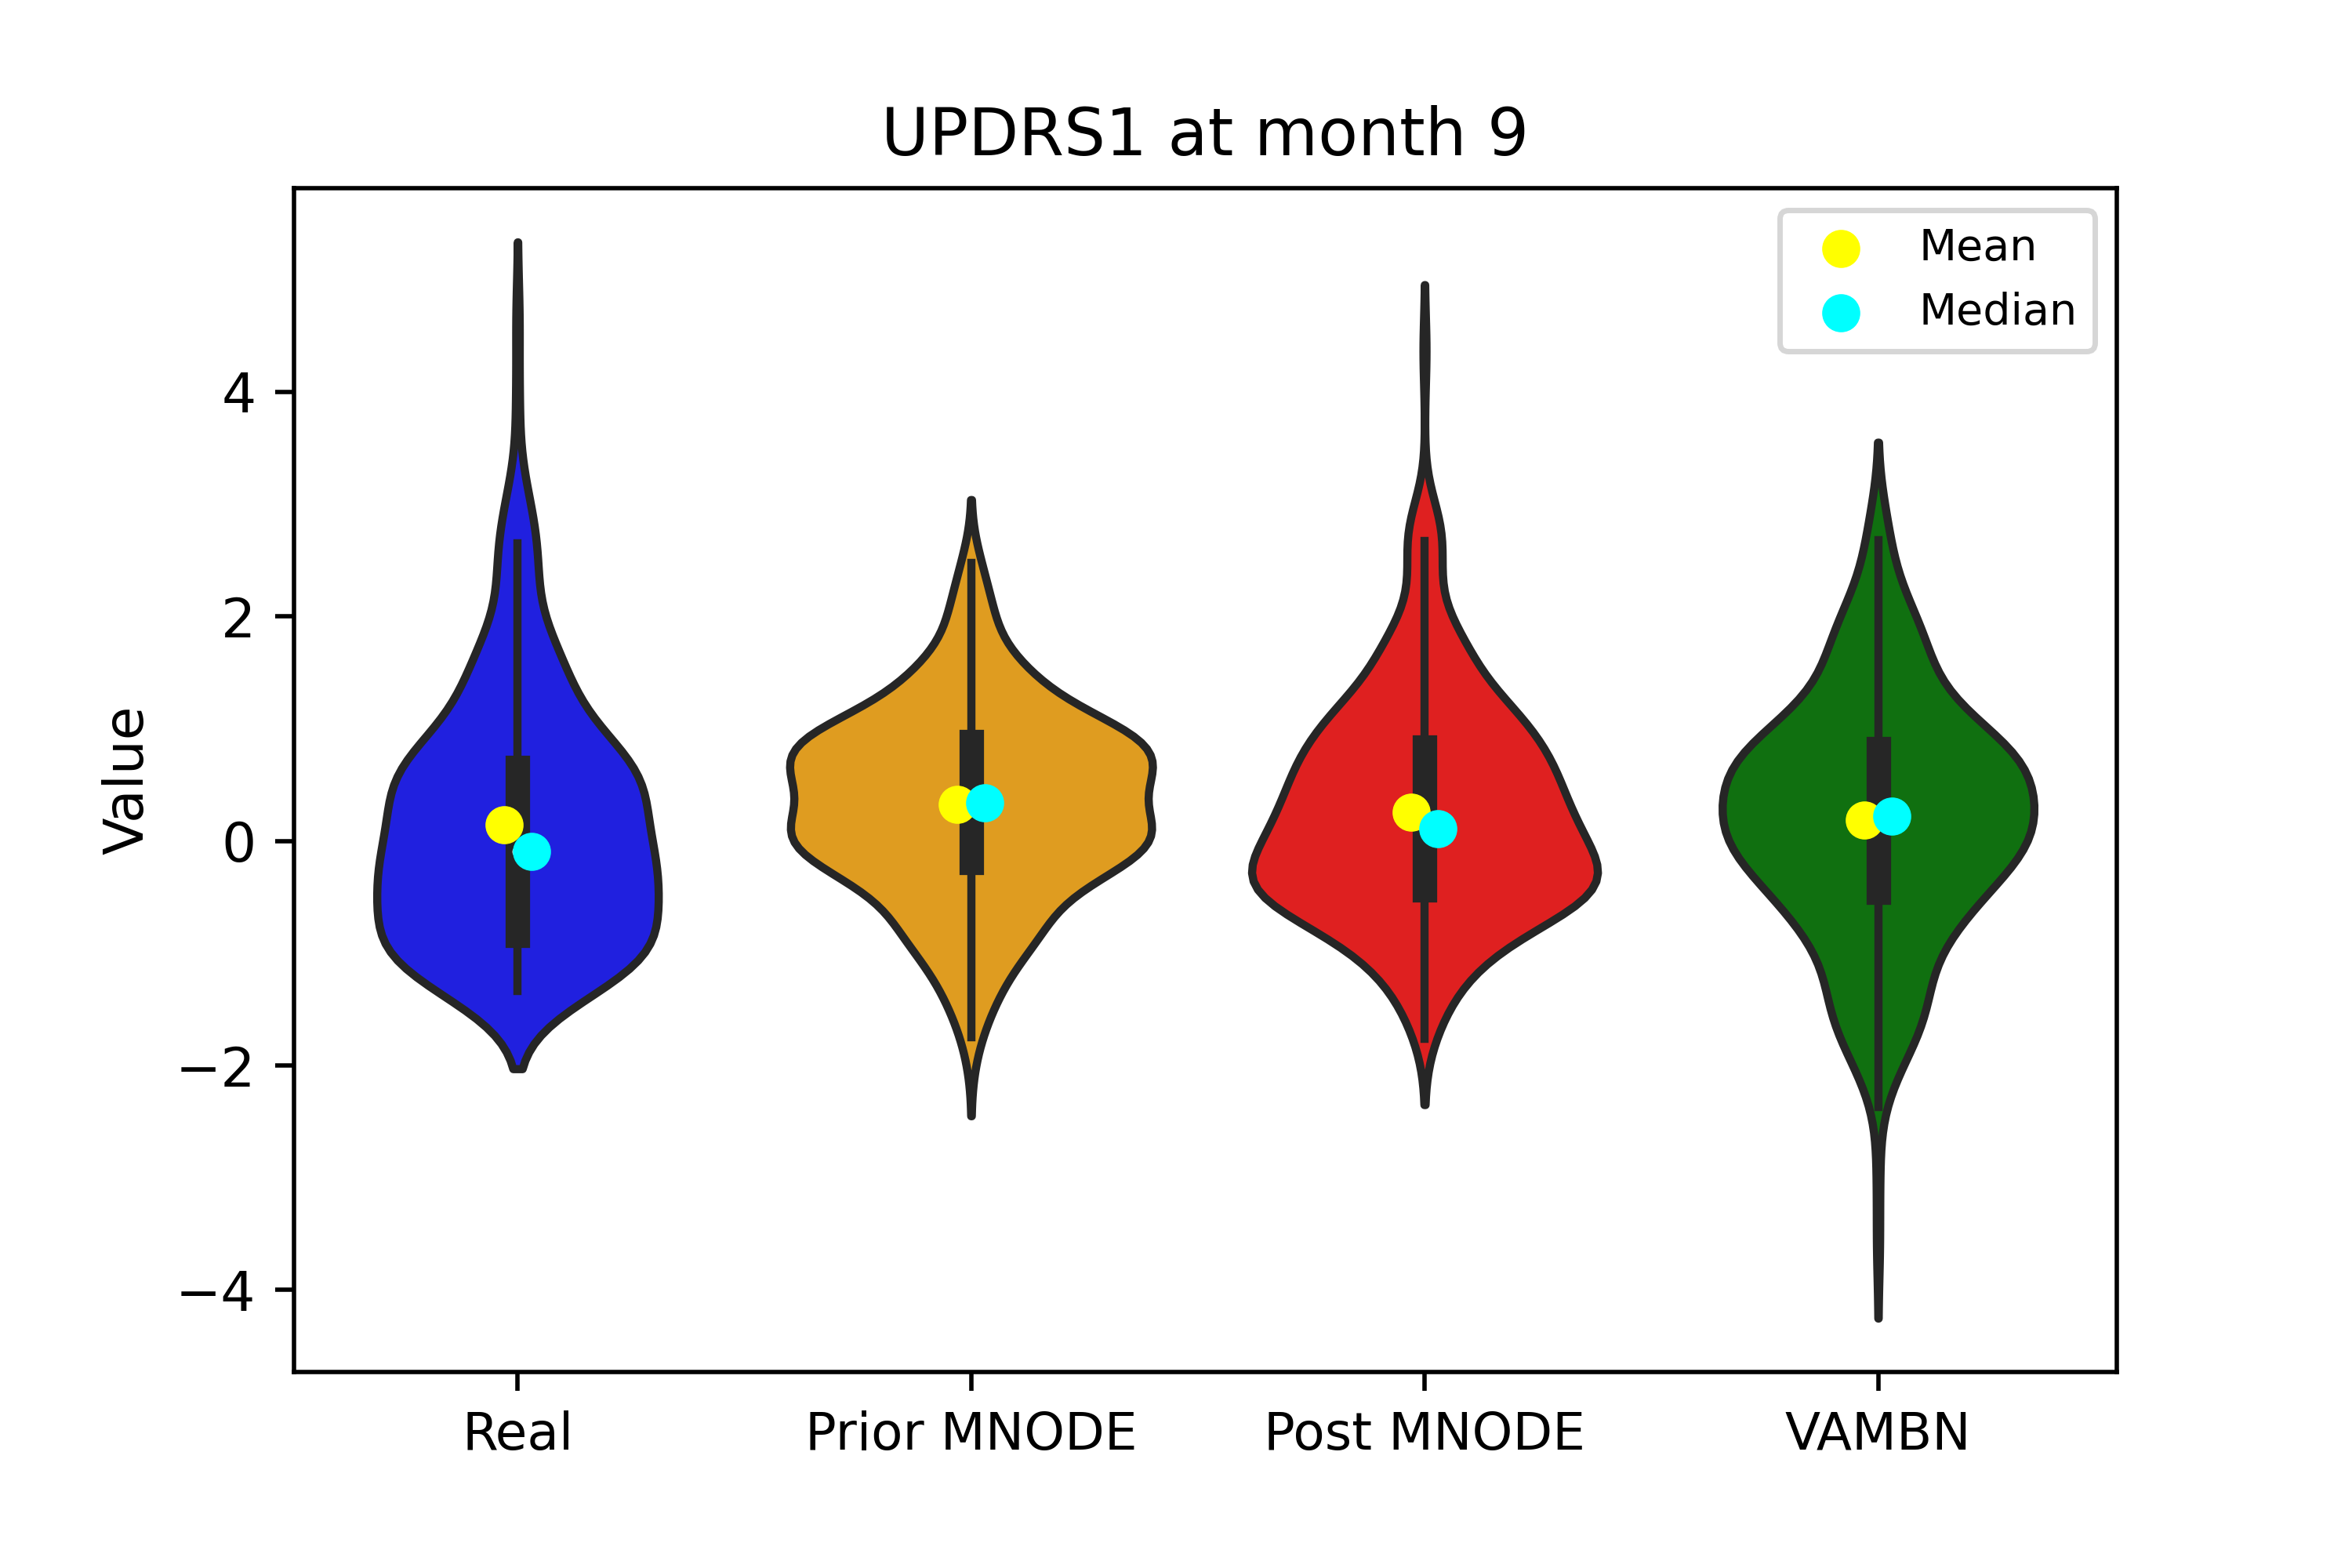 UPDRS1 at month 9
Mean
Median
Value
4
2
0
−2
−4
Real
Prior MNODE
Post MNODE
VAMBN